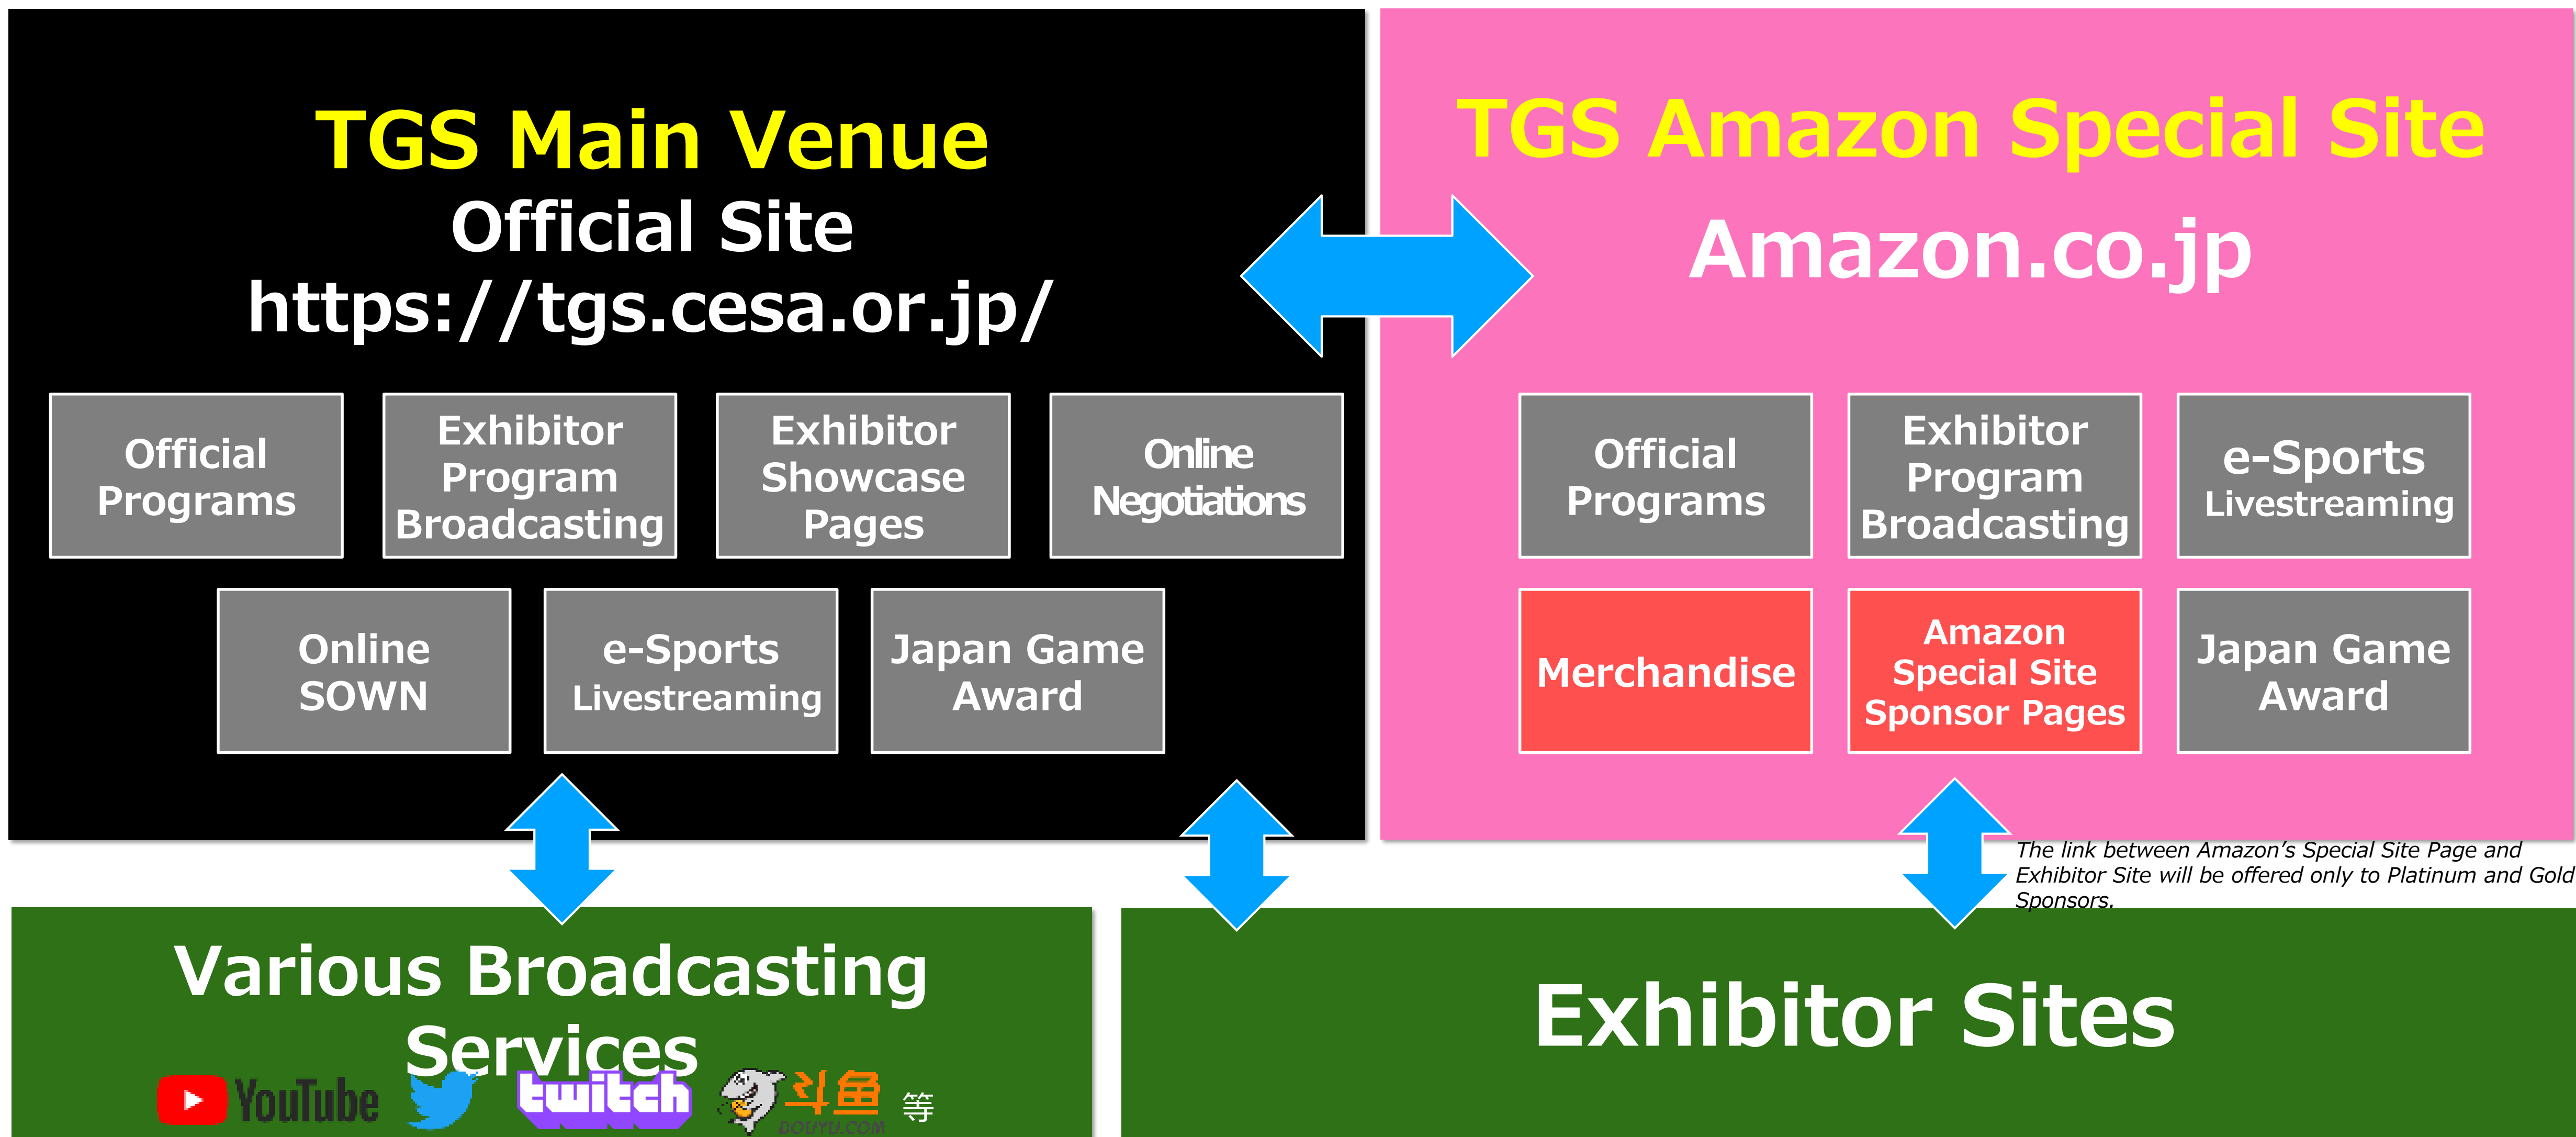 TGS Main Venue
Official Site
https://tgs.cesa.or.jp/
Official
Programs
Exhibitor
Program
Broadcasting
Exhibitor
Showcase
Pages
Online
Negotiations
Online
SOWN
e-Sports
Livestreaming
Japan Game
Award
TGS Amazon Special Site
Amazon.co.jp
Official
Programs
Exhibitor
Program
Broadcasting
e-Sports
Livestreaming
Merchandise
Amazon
Special Site
Sponsor Pages
Japan Game
Award
The link between Amazon’s Special Site Page and
Exhibitor Site will be offered only to Platinum and Gold
Sponsors.
Various Broadcasting
Services
YouTube
twitch
斗鱼
DOUYU.COM
等
Exhibitor Sites